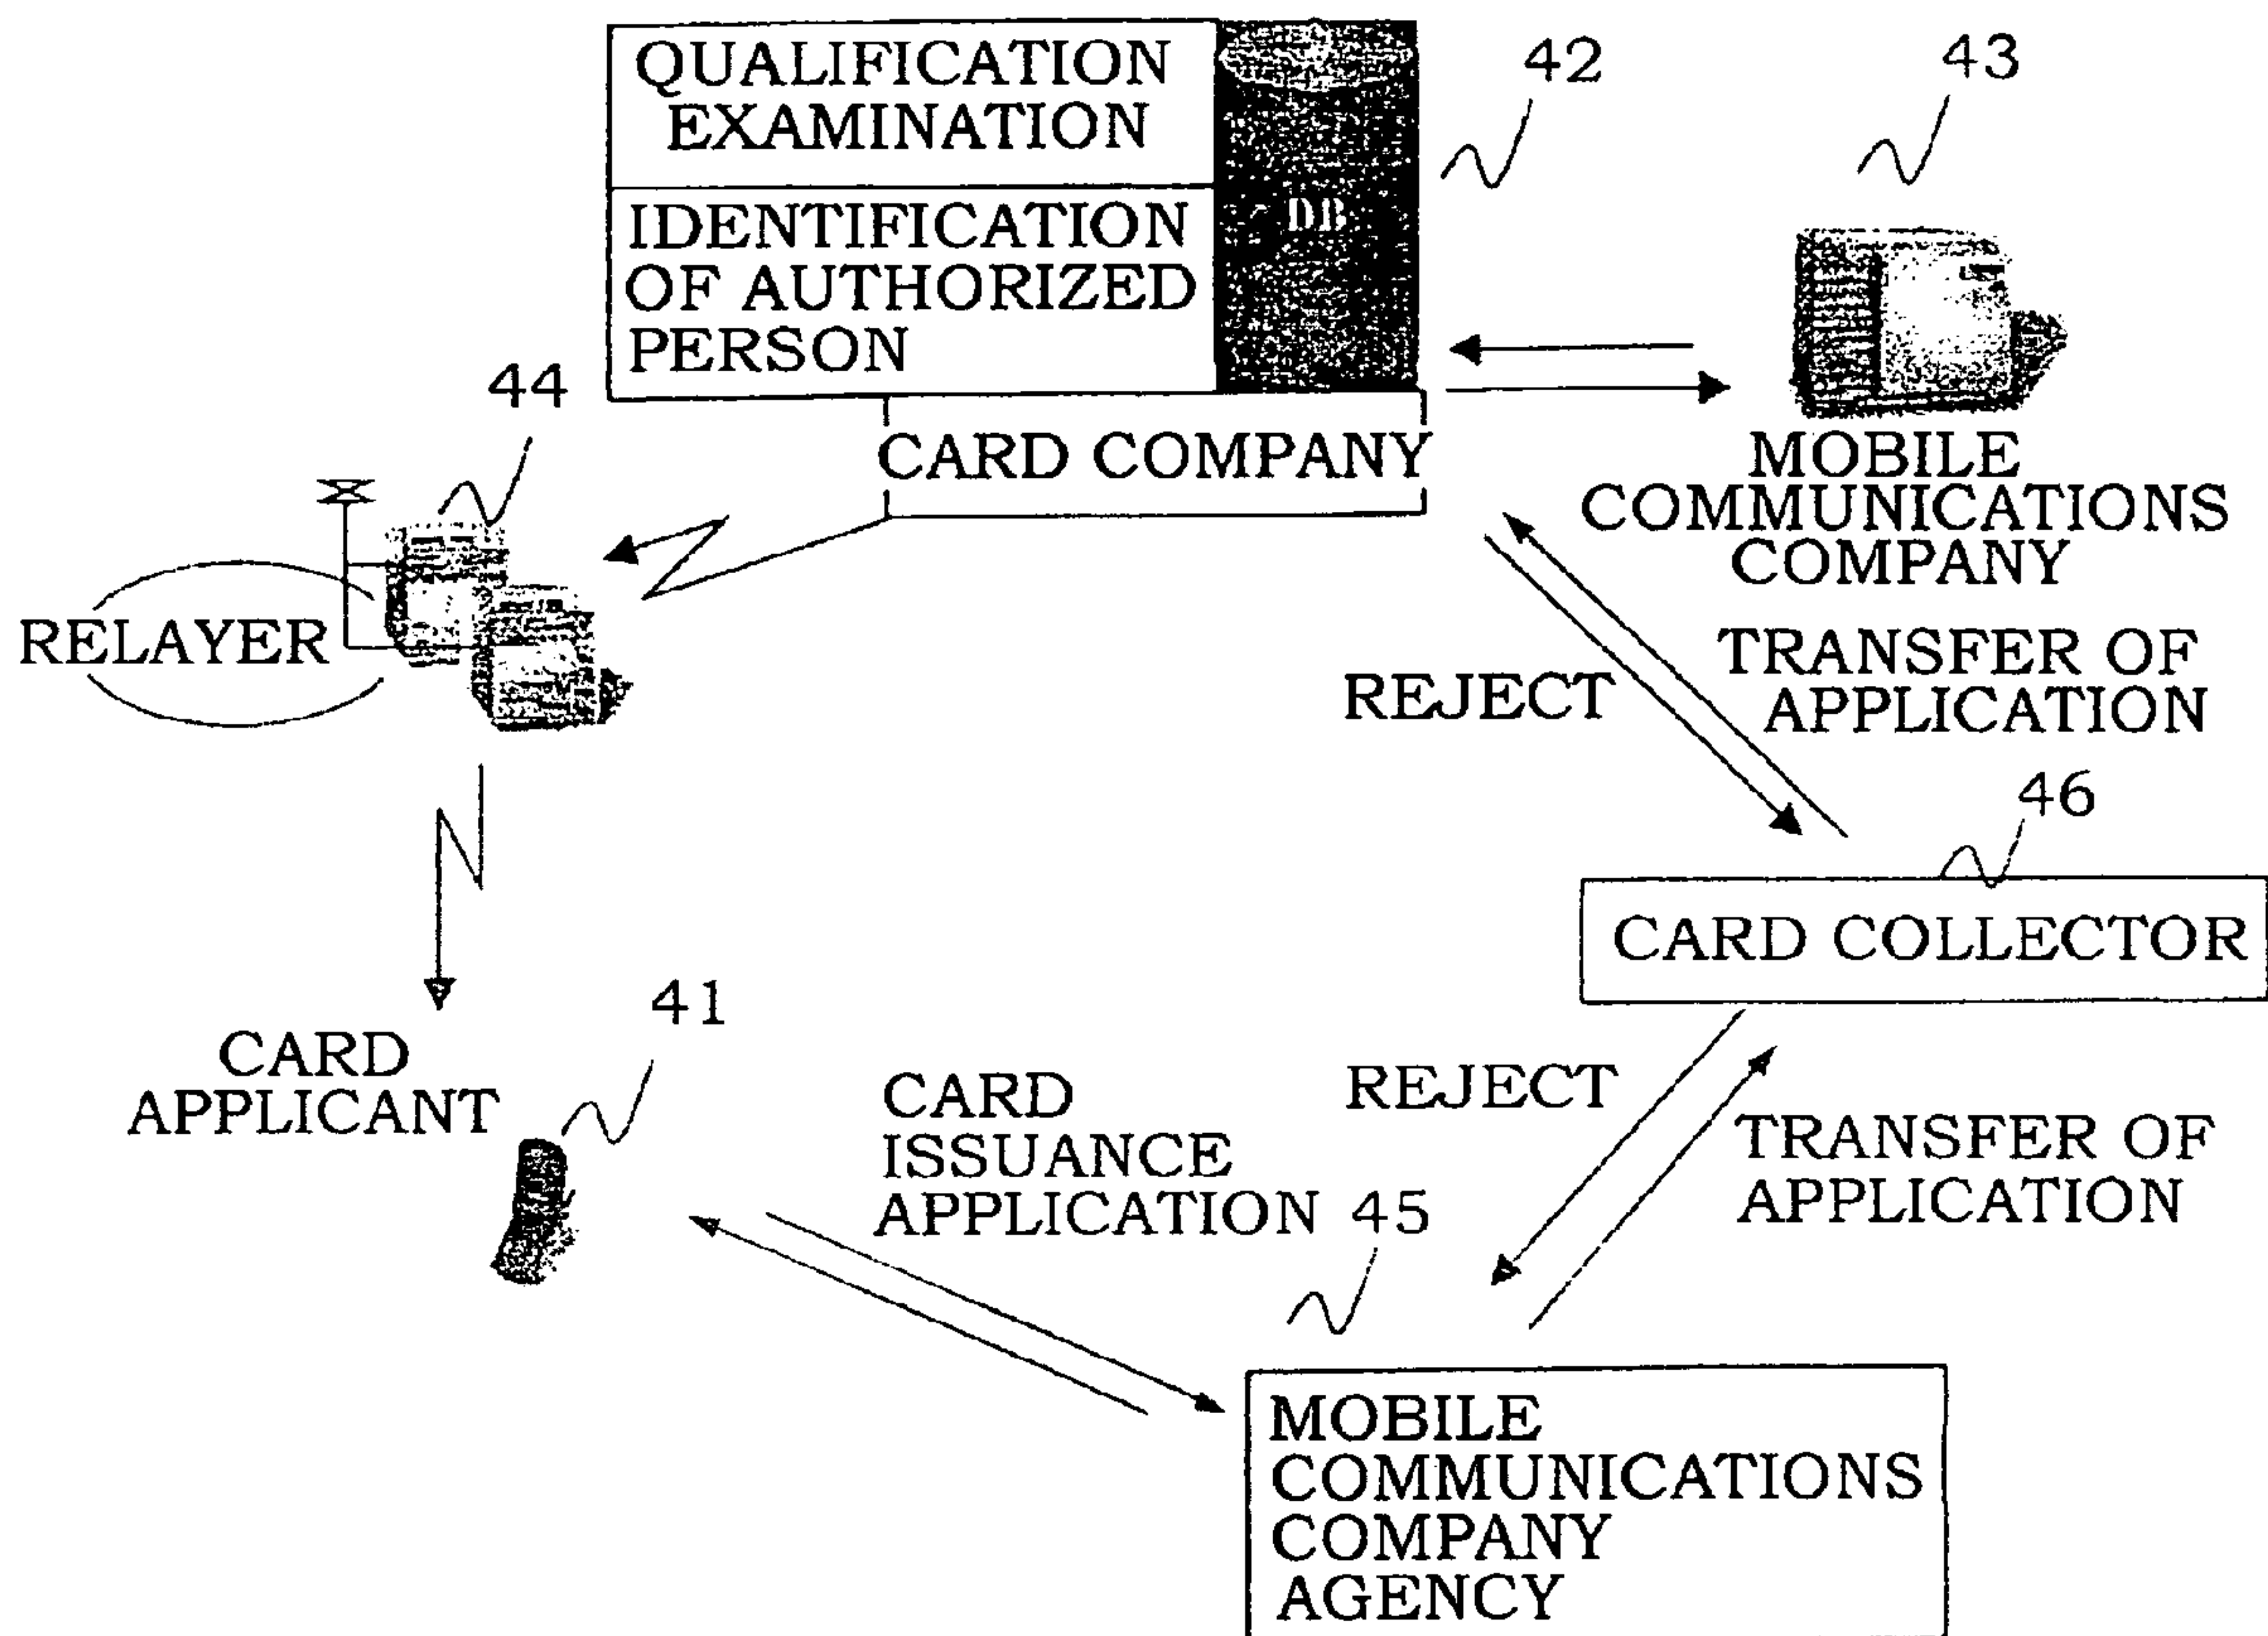 QUALIFICATION
EXAMINATION
IDENTIFICATION
OF AUTHORIZED
PERSON
DB
42
43
44
CARD COMPANY
MOBILE
COMMUNICATIONS
COMPANY
RELAYER
REJECT
TRANSFER OF
APPLICATION
46
CARD COLLECTOR
41
CARD
APPLICANT
CARD
ISSUANCE
APPLICATION
45
REJECT
TRANSFER OF
APPLICATION
MOBILE
COMMUNICATIONS
COMPANY
AGENCY